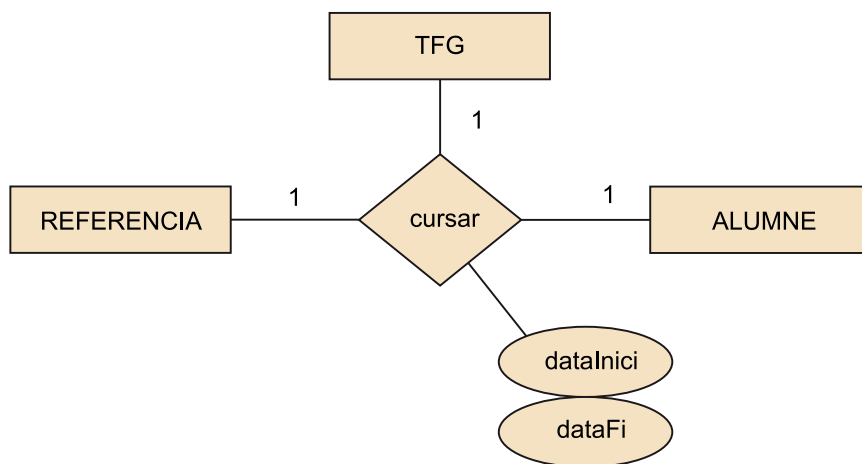 TFG
1
REFERENCIA
1
cursar
1
ALUMNE
dataInici
dataFi